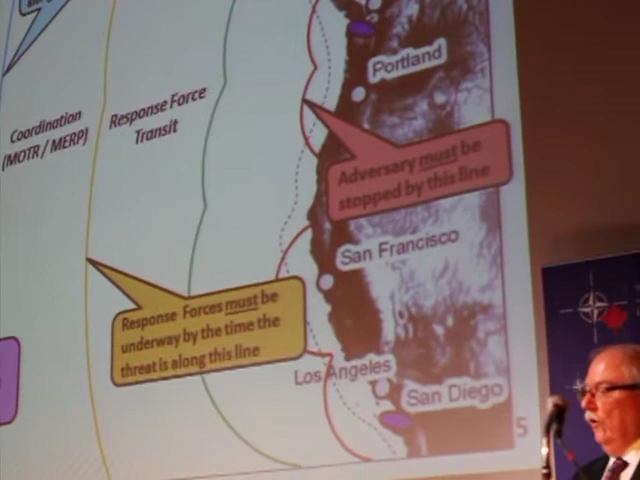 Portland
Coordination
(MOTR / MERP)
Response Force
Transit
Adversary must be
stopped by this line
San Francisco
Response Forces must be
underway by the time the
threat is along this line
Los Angeles
San Diego
5